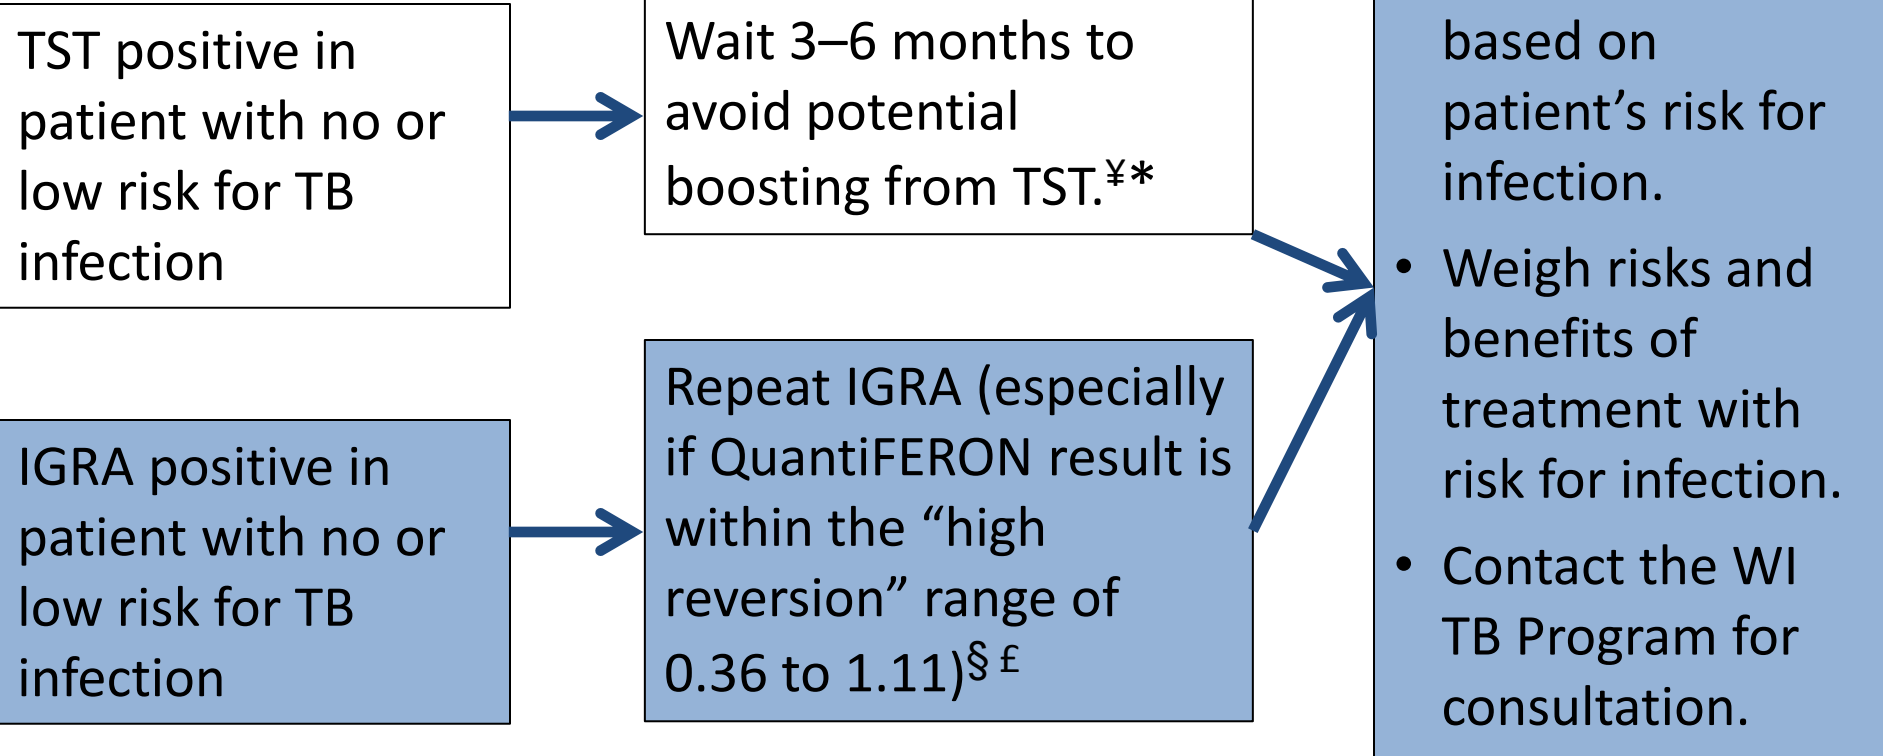 TST positive in
patient with no or
low risk for TB
infection
Wait 3–6 months to
avoid potential
boosting from TST.¥*
IGRA positive in
patient with no or
low risk for TB
infection
Repeat IGRA (especially
if QuantiFERON result is
within the “high
reversion” range of
0.36 to 1.11)§ £
based on
patient’s risk for
infection.
• Weigh risks and
benefits of
treatment with
risk for infection.
• Contact the WI
TB Program for
consultation.